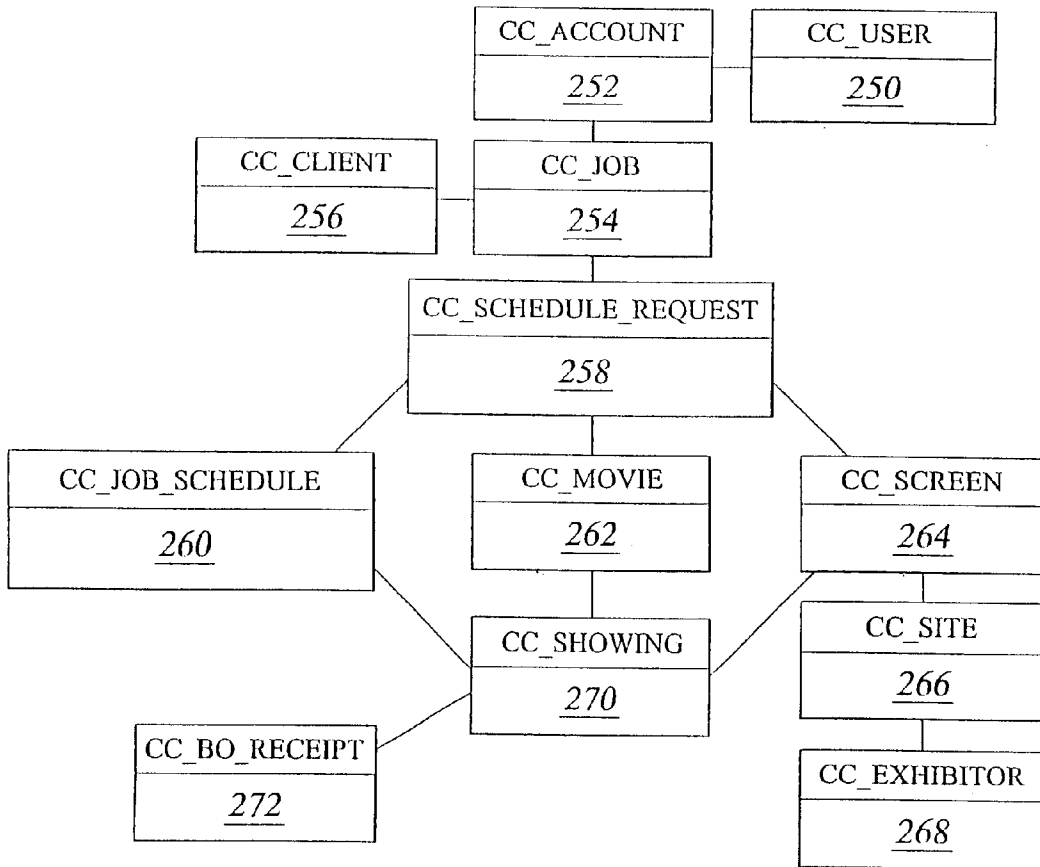 CC_ACCOUNT
252
CC_USER
250
CC_CLIENT
256
CC_JOB
254
CC_SCHEDULE_REQUEST
258
CC_JOB_SCHEDULE
260
CC_MOVIE
262
CC_SCREEN
264
CC_SHOWING
270
CC_SITE
266
CC_BO_RECEIPT
272
CC_EXHIBITOR
268